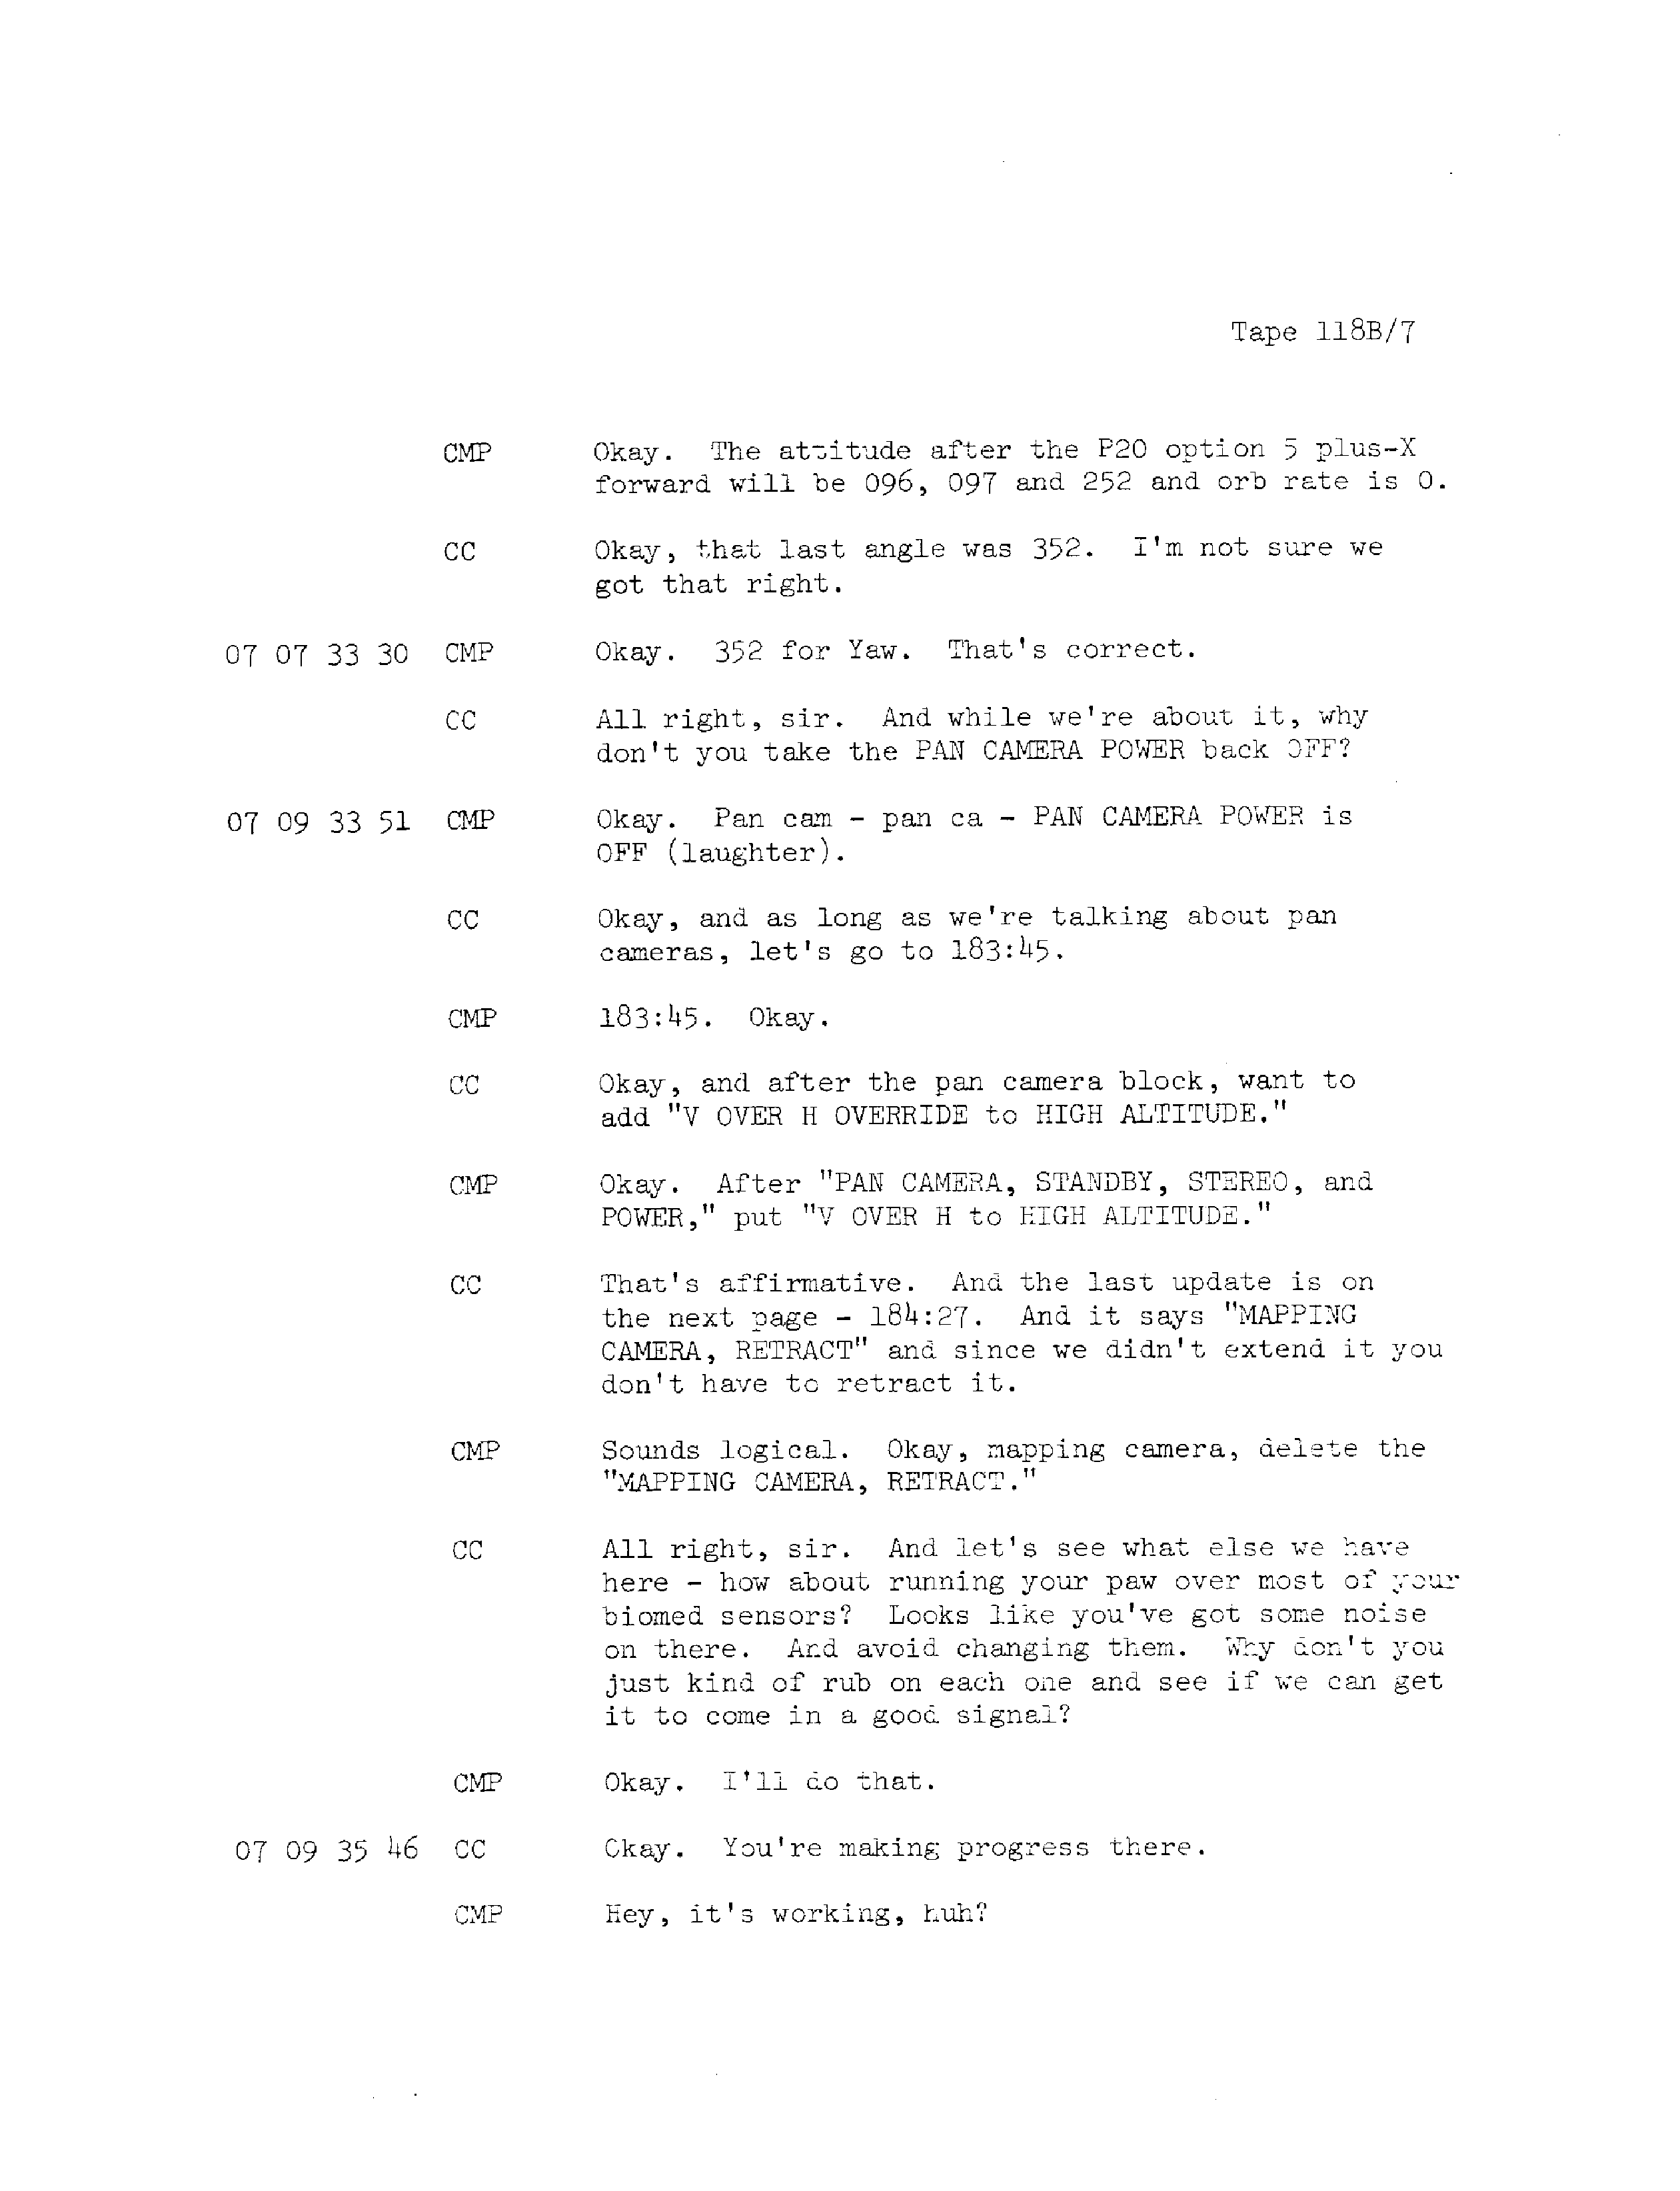 Tape 118B/7
CMP Okay. The attitude after the P20 option 5 plus-X
forward will be 096, 097 and 252 and orb rate is 0.
CC Okay, that last angle was 352. I'm not sure we
got that right.
07 07 33 30 CMP Okay. 352 for Yaw. That's correct.
CC All right, sir. And while we're about it, why
don't you take the PAN CAMERA POWER back OFF?
07 09 33 51 CMP Okay. Pan cam - pan ca - PAN CAMERA POWER is
OFF (laughter).
CC Okay, and as long as we're talking about pan
cameras, let's go to 183:45.
CMP 183:45. Okay.
CC Okay, and after the pan camera block, want to
add "V OVER H OVERRIDE to HIGH ALTITUDE."
CMP Okay. After "PAN CAMERA, STANDBY, STEREO, and
POWER," put "V OVER H to HIGH ALTITUDE."
CC That's affirmative. And the last update is on
the next page - 184:27. And it says "MAPPING
CAMERA, RETRACT" and since we didn't extend it you
don't have to retract it.
CMP Sounds logical. Okay, mapping camera, delete the
"MAPPING CAMERA, RETRACT."
CC All right, sir. And let's see what else we have
here - how about running your paw over most of your
biomed sensors? Looks like you've got some noise
on there. And avoid changing them. Why don't you
just kind of rub on each one and see if we can get
it to come in a good signal?
CMP Okay. I'll do that.
07 09 35 46 CC Okay. You're making progress there.
CMP Hey, it's working, huh?